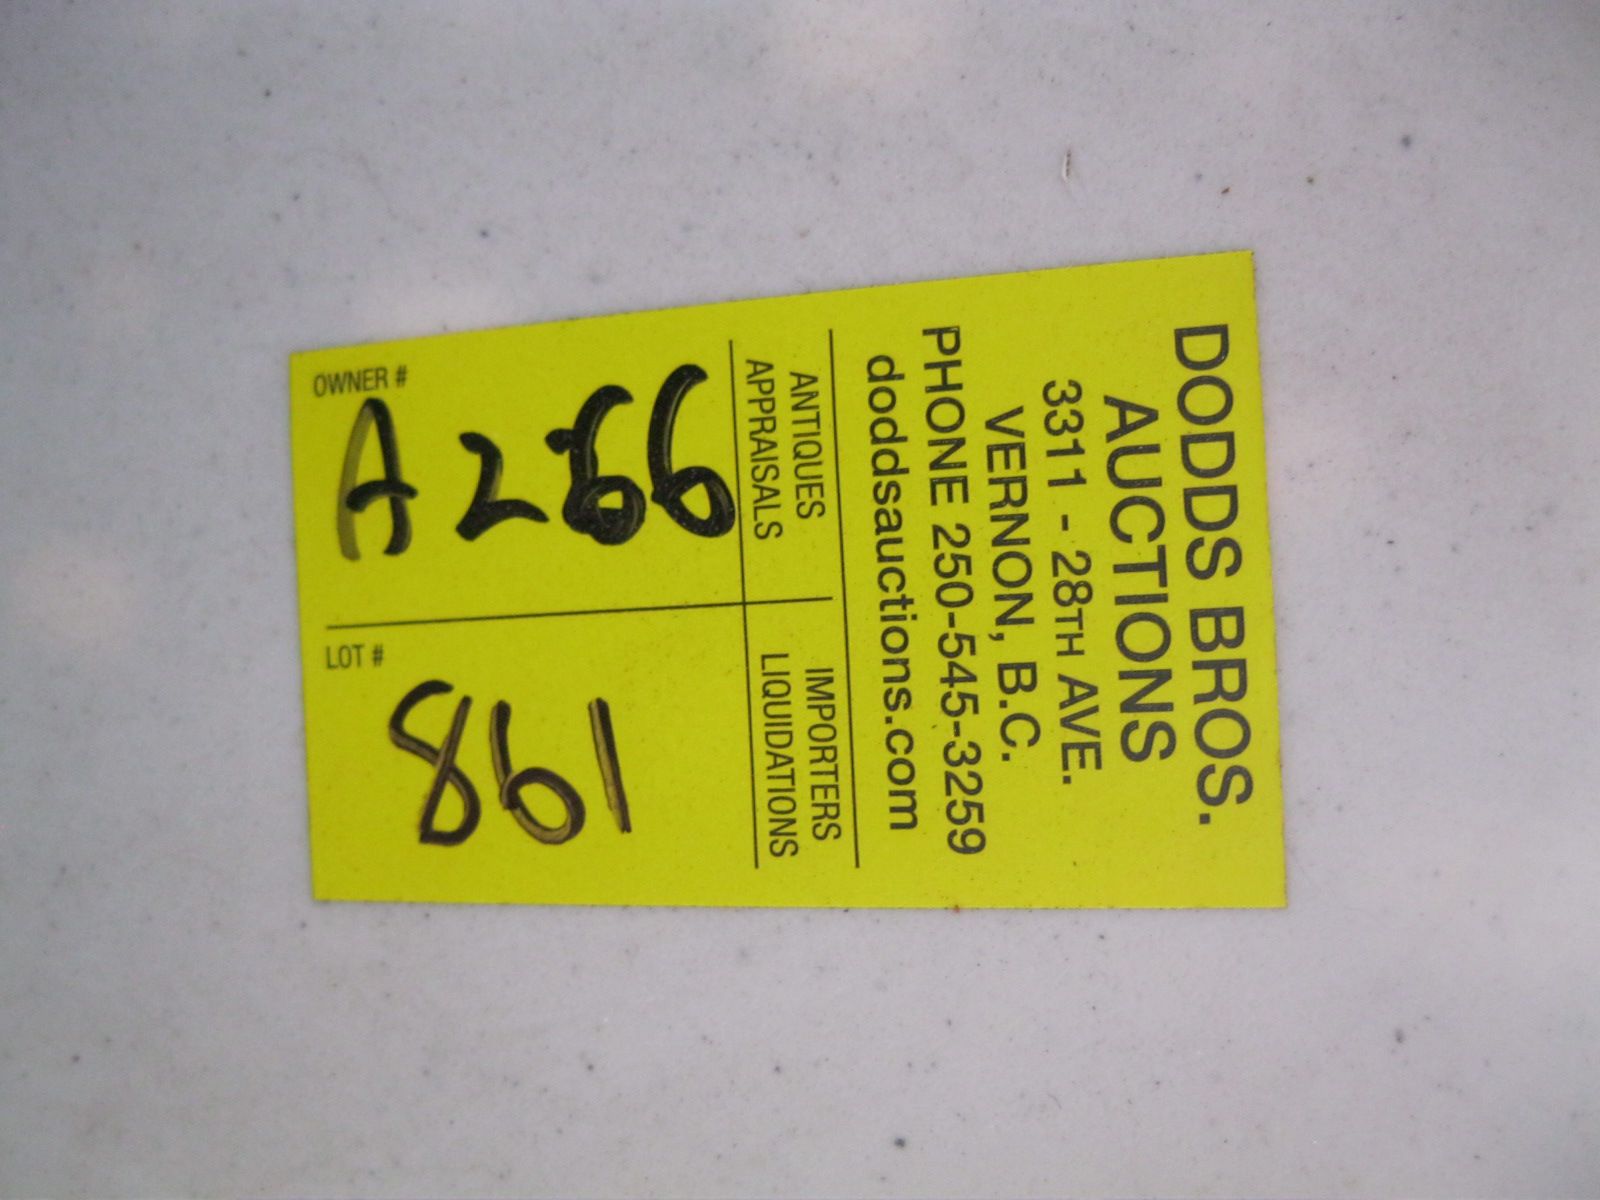 DODDS BROS.
AUCTIONS
3311 - 28TH AVE.
VERNON, B.C.
PHONE 250-545-3259
doddsauctions.com
ANTIQUES
APPRAISALS
IMPORTERS
LIQUIDATIONS
OWNER #
A266
LOT #
861